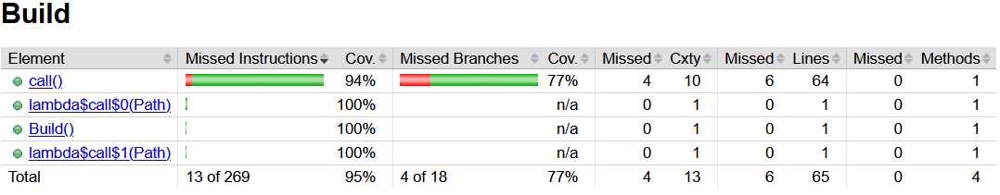 Build
Element Missed Instructions Cov. Missed Branches Cov. Missed Cxty Missed Lines Missed Methods
call() 94% 77% 4 10 6 64 0 1
lambda$call$0(Path) 100% n/a 0 1 0 1 0 1
Build() 100% n/a 0 1 0 1 0 1
lambda$call$1(Path) 100% n/a 0 1 0 1 0 1
Total 13 of 269 95% 4 of 18 77% 4 13 6 65 0 4